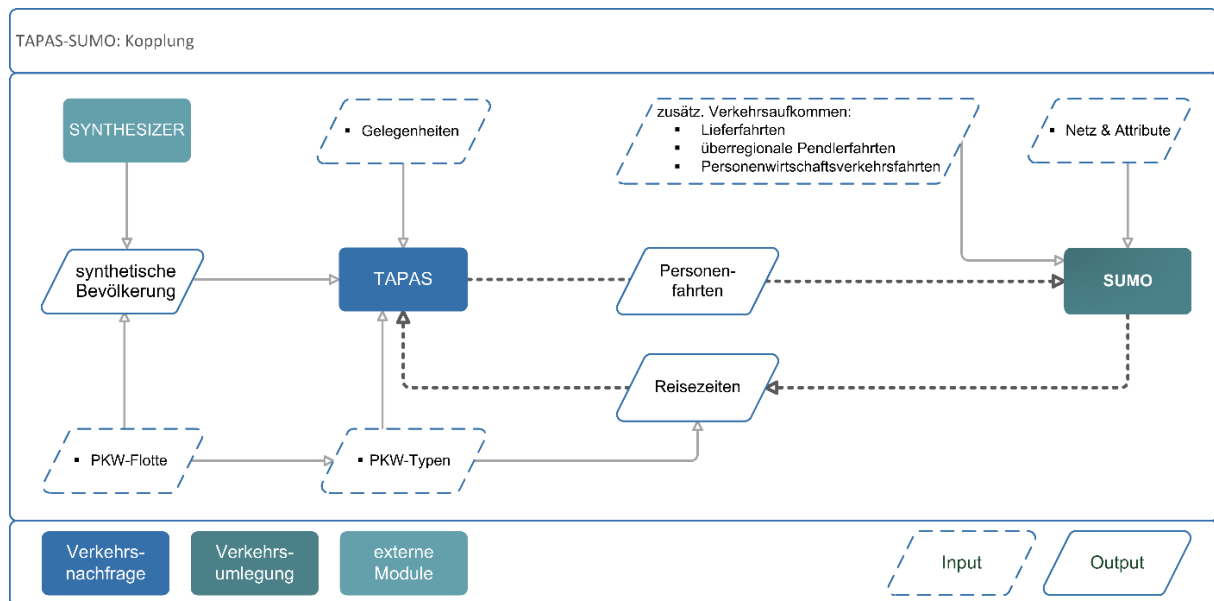 TAPAS-SUMO: Kopplung
SYNTHESIZER
▪ Gelegenheiten
zusätz. Verkehrsaufkommen:
▪ Lieferfahrten
▪ überregionale Pendlerfahrten
▪ Personenwirtschaftsverkehrsfahrten
▪ Netz & Attribute
synthetische
Bevölkerung
TAPAS
Personen-
fahrten
SUMO
Reisezeiten
▪ PKW-Flotte
▪ PKW-Typen
Verkehrs-
nachfrage
Verkehrs-
umlegung
externe
Module
Input
Output